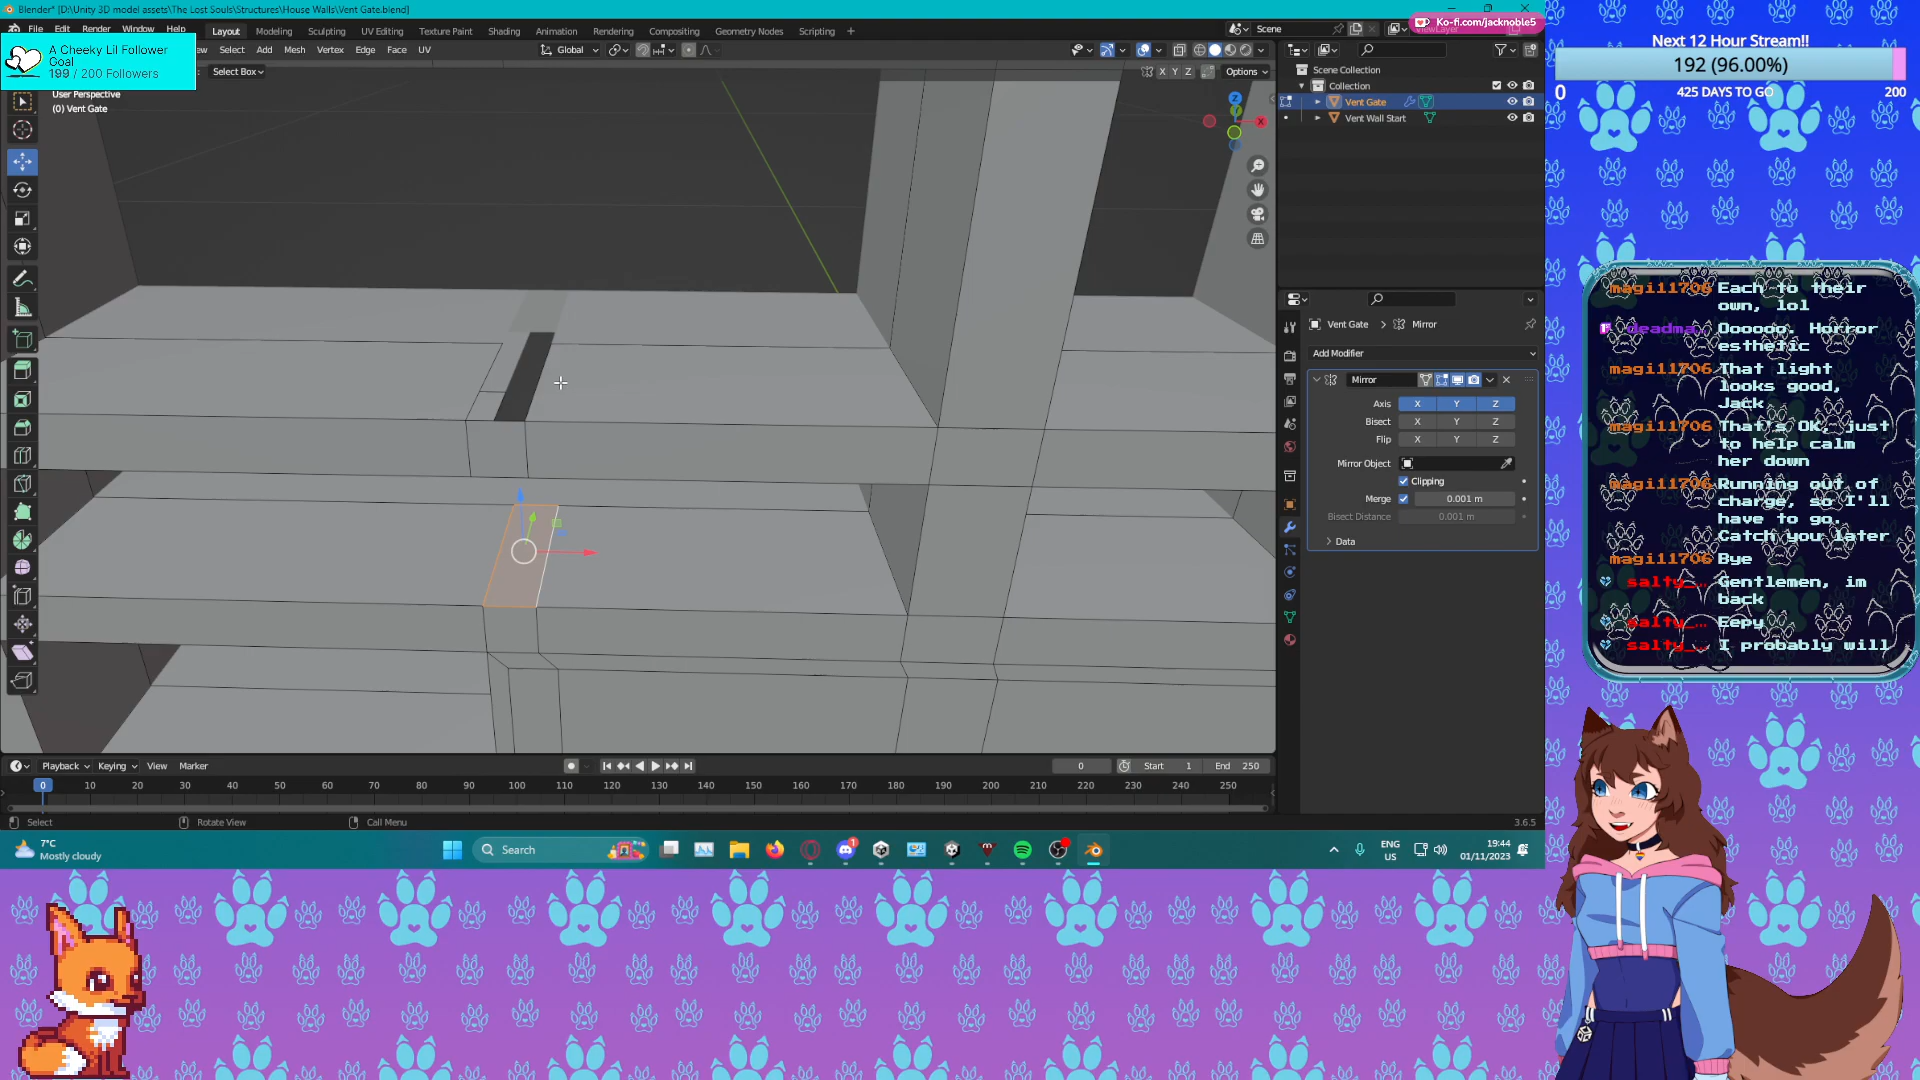 Blender* [D:\Unity 3D model assets\The Lost Souls\Structures\House Walls\Vent Gate.blend]
File Edit Render Window Help
Layout Modeling Sculpting UV Editing Texture Paint Shading Animation Rendering Compositing Geometry Nodes Scripting +
Scene
Ko-fi.com/jacknoble5
A Cheeky Lil Follower
Goal
199 / 200 Followers
Select Add Mesh Vertex Edge Face UV
Global
Select Box
X Y Z
Options
User Perspective
(0) Vent Gate
Z
X
Scene Collection
Collection
Vent Gate
Vent Wall Start
Vent Gate > Mirror
Add Modifier
Mirror
Axis X Y Z
Bisect X Y Z
Flip X Y Z
Mirror Object
Clipping
Merge 0.001 m
Bisect Distance 0.001 m
Data
Playback Keying View Marker
0 Start 1 End 250
0 10 20 30 40 50 60 70 80 90 100 110 120 130 140 150 160 170 180 190 200 210 220 230 240 250
Select Rotate View Call Menu
3.6.5
7°C
Mostly cloudy
Search
ENG
US
19:44
01/11/2023
Next 12 Hour Stream!!
192 (96.00%)
0 425 DAYS TO GO 200
magi11706 Each to their
own, lol
deadma… Oooooo. Horror
esthetic
magi11706 That light
looks good,
Jack
magi11706 That's OK, just
to help calm
her down
magi11706 Running out of
charge, so I'll
have to go.
Catch you later
magi11706 Bye
salty_… Gentlemen, im
back
salty_… Eepy
salty_… I probably will